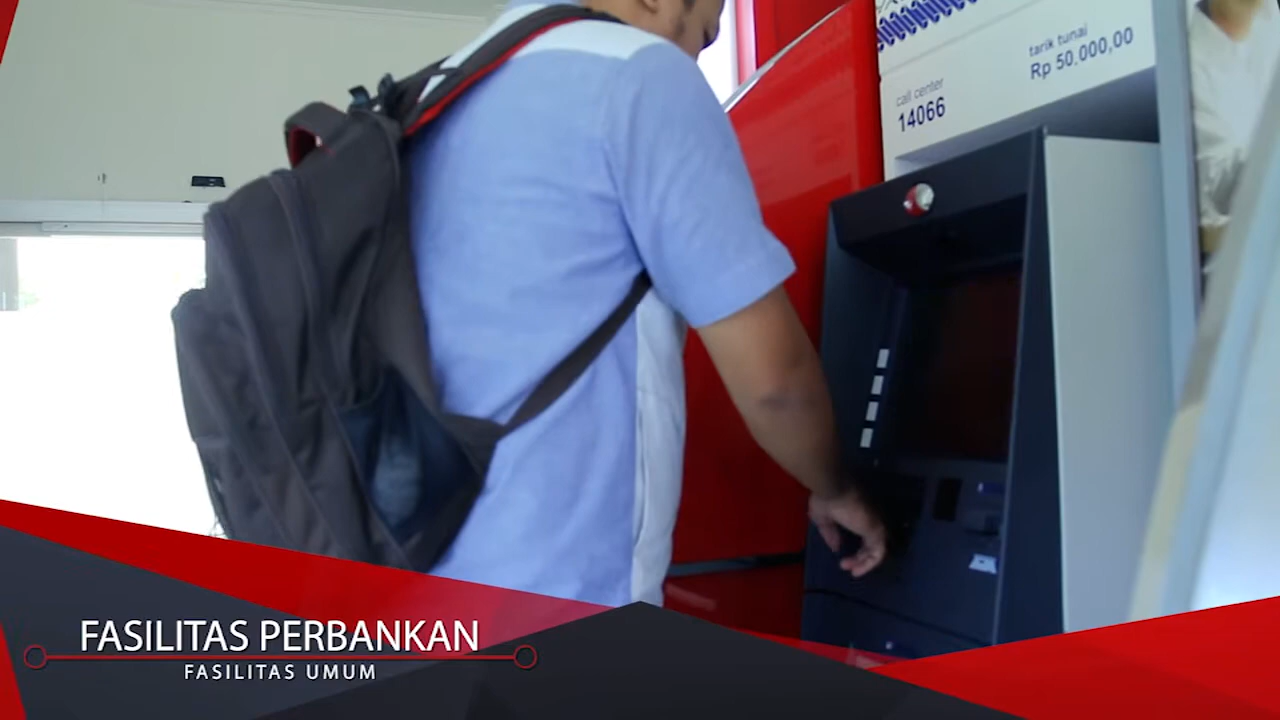 tarik tunai
Rp 50.000,00
call center
14066
FASILITAS PERBANKAN
FASILITAS UMUM